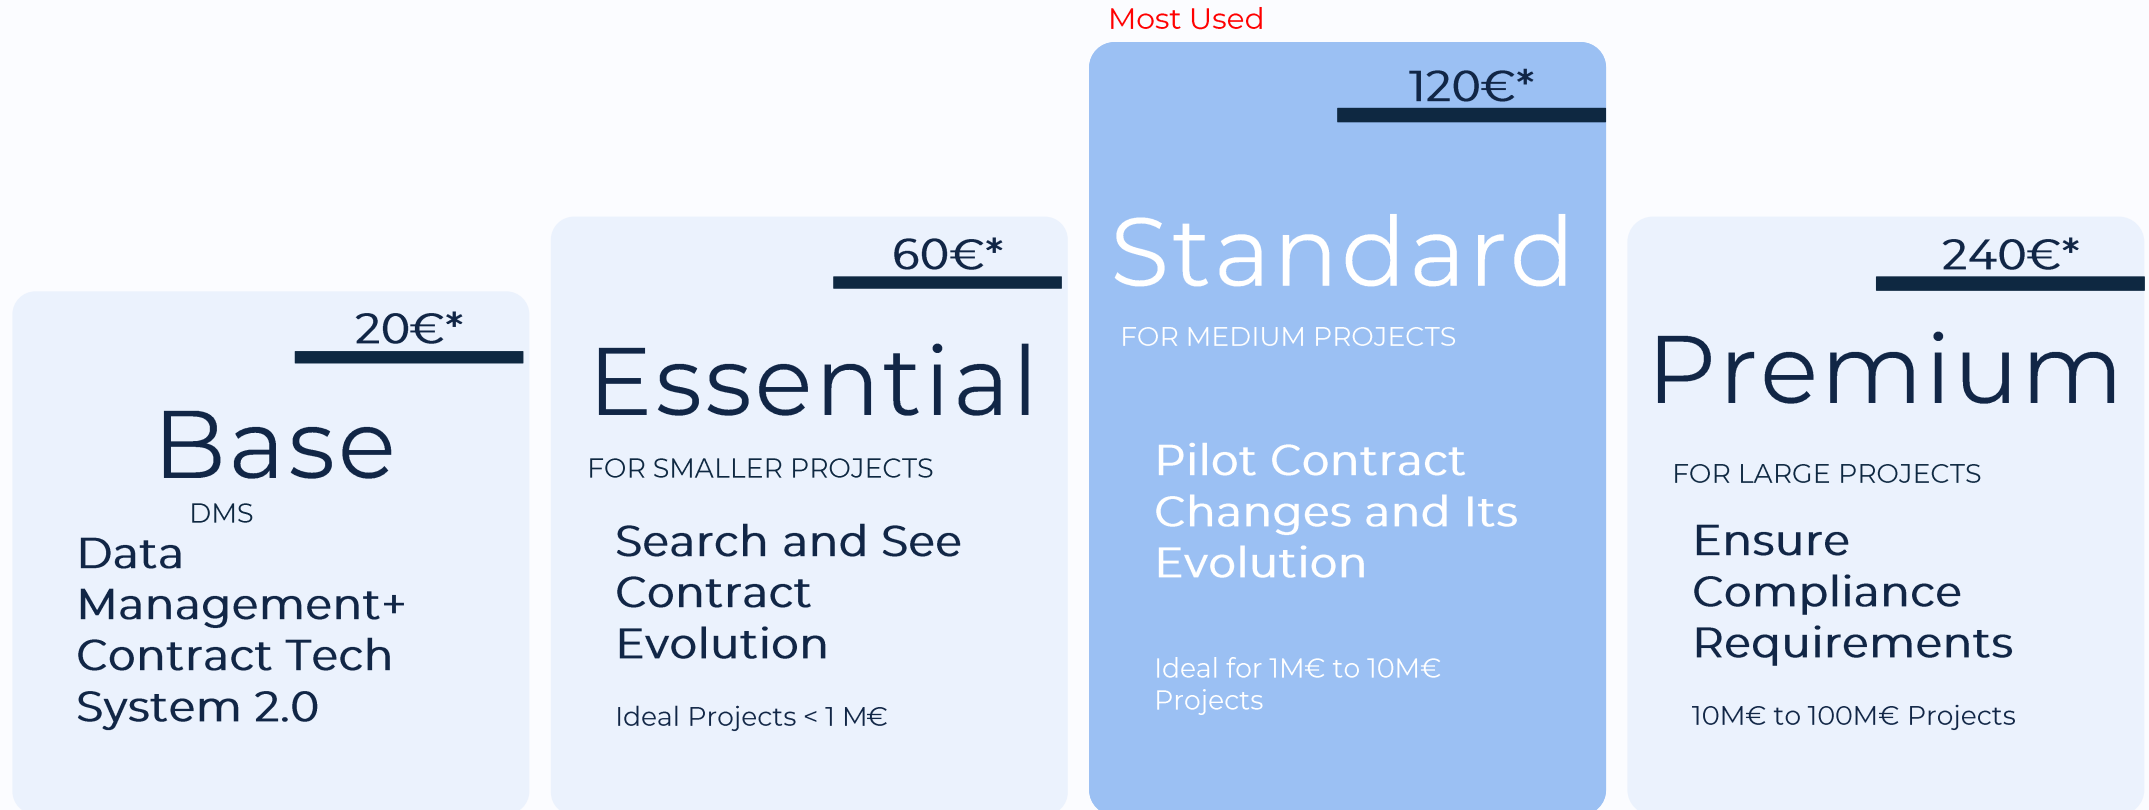 20€*
Base
DMS
Data
Management+
Contract Tech
System 2.0
60€*
Essential
FOR SMALLER PROJECTS
Search and See
Contract
Evolution
Ideal Projects < 1 M€
Most Used
120€*
Standard
FOR MEDIUM PROJECTS
Pilot Contract
Changes and Its
Evolution
Ideal for 1M€ to 10M€
Projects
240€*
Premium
FOR LARGE PROJECTS
Ensure
Compliance
Requirements
10M€ to 100M€ Projects